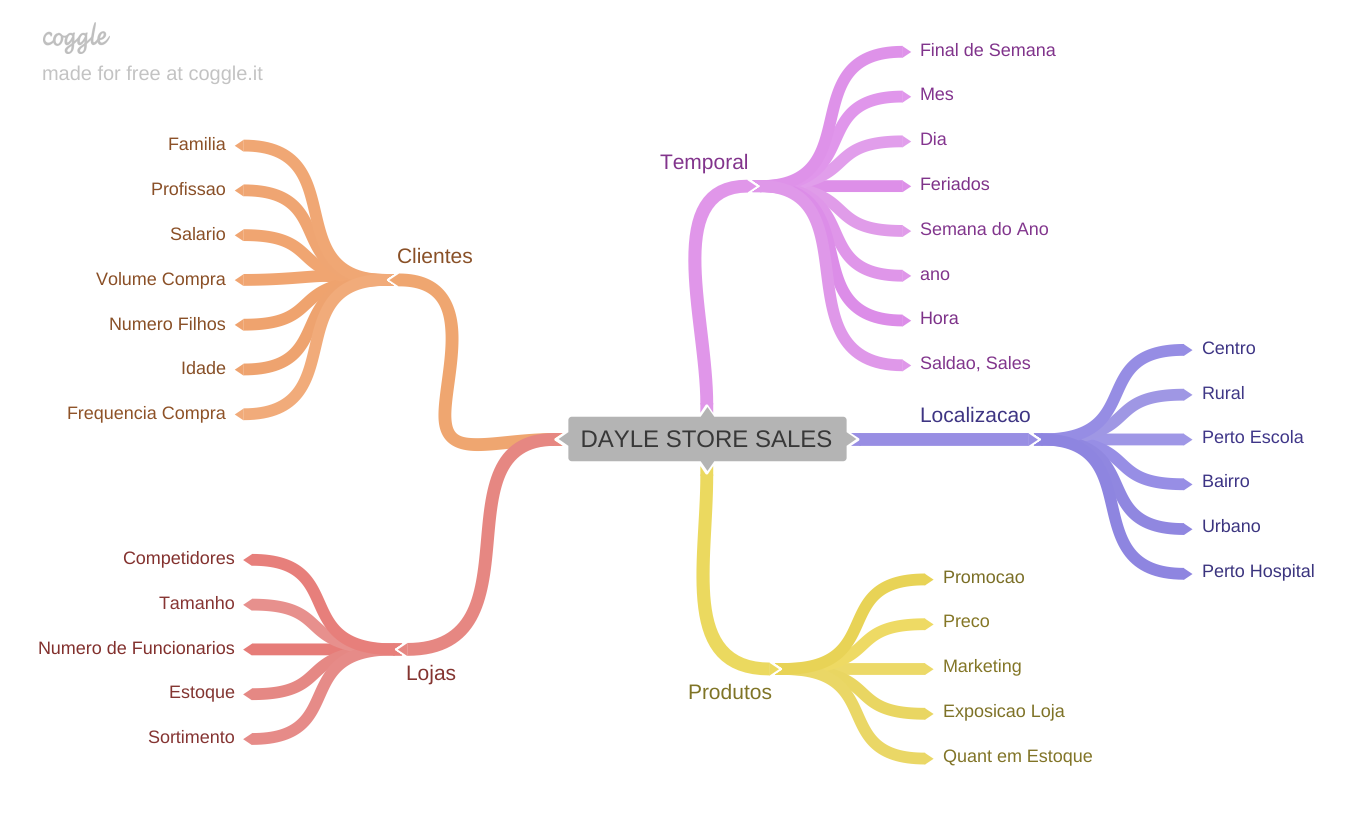 coggle
made for free at coggle.it
Clientes
Familia
Profissao
Salario
Volume Compra
Numero Filhos
Idade
Frequencia Compra
Temporal
Final de Semana
Mes
Dia
Feriados
Semana do Ano
ano
Hora
Saldao, Sales
DAYLE STORE SALES
Localizacao
Centro
Rural
Perto Escola
Bairro
Urbano
Perto Hospital
Lojas
Competidores
Tamanho
Numero de Funcionarios
Estoque
Sortimento
Produtos
Promocao
Preco
Marketing
Exposicao Loja
Quant em Estoque